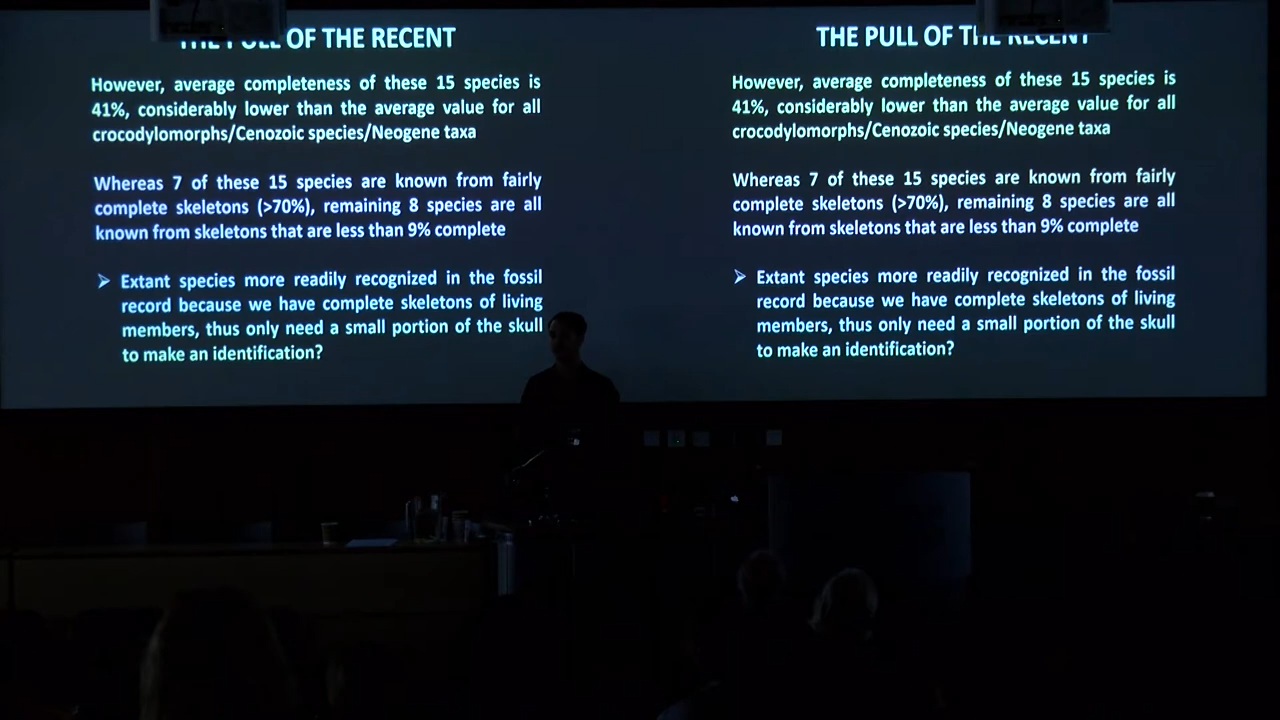 THE PULL OF THE RECENT
However, average completeness of these 15 species is
41%, considerably lower than the average value for all
crocodylomorphs/Cenozoic species/Neogene taxa
Whereas 7 of these 15 species are known from fairly
complete skeletons (>70%), remaining 8 species are all
known from skeletons that are less than 9% complete
➢ Extant species more readily recognized in the fossil
record because we have complete skeletons of living
members, thus only need a small portion of the skull
to make an identification?
THE PULL OF THE RECENT
However, average completeness of these 15 species is
41%, considerably lower than the average value for all
crocodylomorphs/Cenozoic species/Neogene taxa
Whereas 7 of these 15 species are known from fairly
complete skeletons (>70%), remaining 8 species are all
known from skeletons that are less than 9% complete
➢ Extant species more readily recognized in the fossil
record because we have complete skeletons of living
members, thus only need a small portion of the skull
to make an identification?